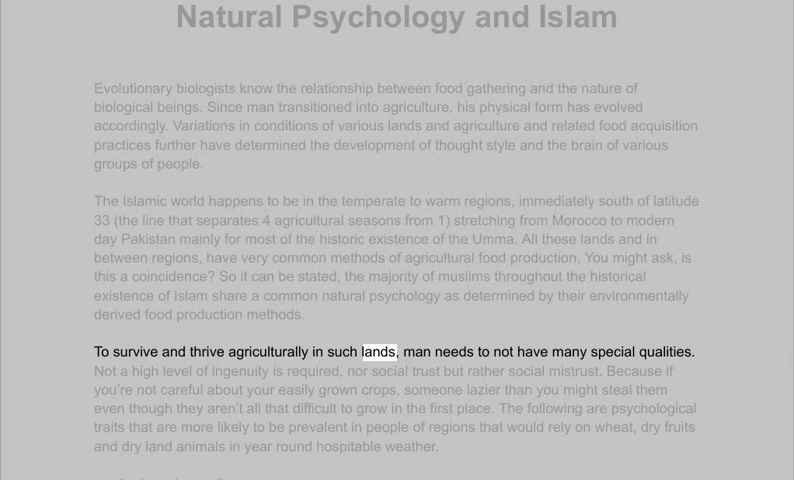 Natural Psychology and Islam
Evolutionary biologists know the relationship between food gathering and the nature of
biological beings. Since man transitioned into agriculture, his physical form has evolved
accordingly. Variations in conditions of various lands and agriculture and related food acquisition
practices further have determined the development of thought style and the brain of various
groups of people.
The Islamic world happens to be in the temperate to warm regions, immediately south of latitude
33 (the line that separates 4 agricultural seasons from 1) stretching from Morocco to modern
day Pakistan mainly for most of the historic existence of the Umma. All these lands and in
between regions, have very common methods of agricultural food production. You might ask, is
this a coincidence? So it can be stated, the majority of muslims throughout the historical
existence of Islam share a common natural psychology as determined by their environmentally
derived food production methods.
To survive and thrive agriculturally in such lands, man needs to not have many special qualities.
Not a high level of ingenuity is required, nor social trust but rather social mistrust. Because if
you're not careful about your easily grown crops, someone lazier than you might steal them
even though they aren't all that difficult to grow in the first place. The following are psychological
traits that are more likely to be prevalent in people of regions that would rely on wheat, dry fruits
and dry land animals in year round hospitable weather.